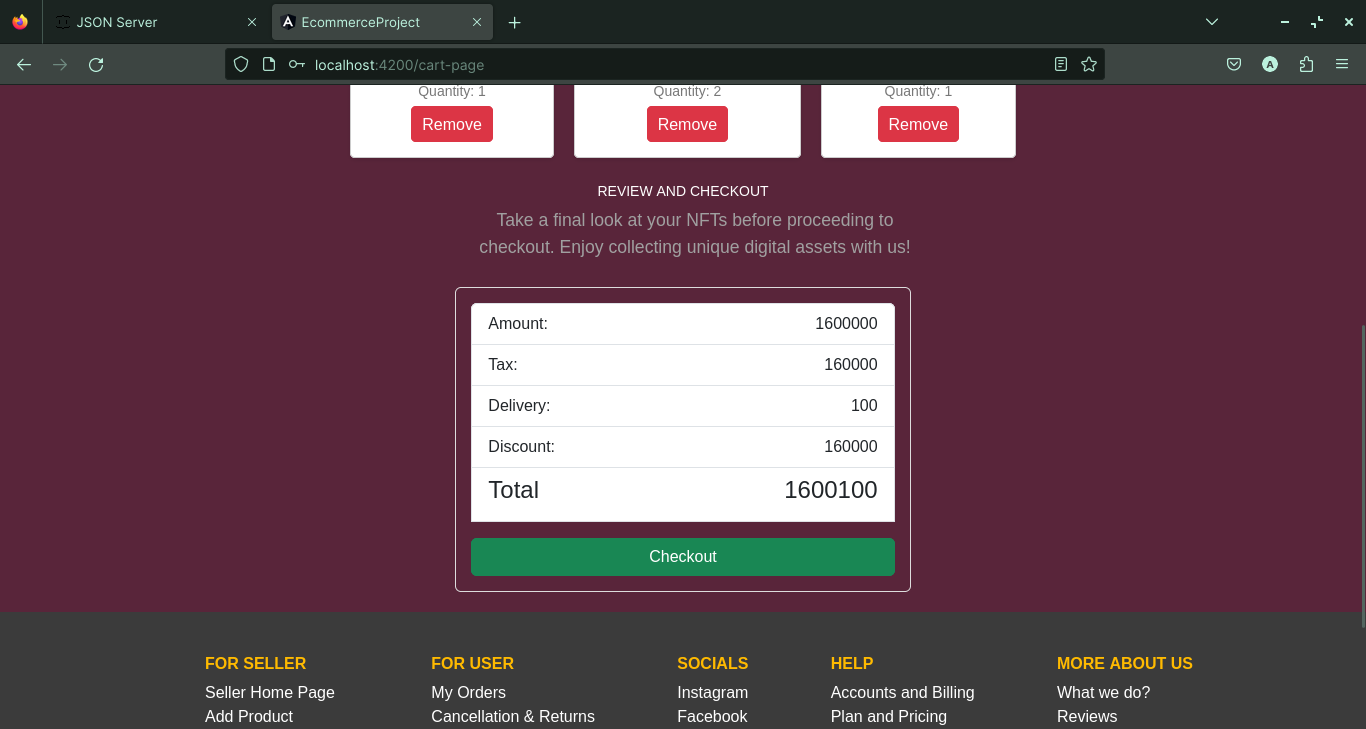 JSON Server
EcommerceProject
localhost:4200/cart-page
A
Quantity: 1
Quantity: 2
Quantity: 1
Remove
Remove
Remove
REVIEW AND CHECKOUT
Take a final look at your NFTs before proceeding to
checkout. Enjoy collecting unique digital assets with us!
Amount: 1600000
Tax: 160000
Delivery: 100
Discount: 160000
Total 1600100
Checkout
FOR SELLER
Seller Home Page
Add Product
FOR USER
My Orders
Cancellation & Returns
SOCIALS
Instagram
Facebook
HELP
Accounts and Billing
Plan and Pricing
MORE ABOUT US
What we do?
Reviews